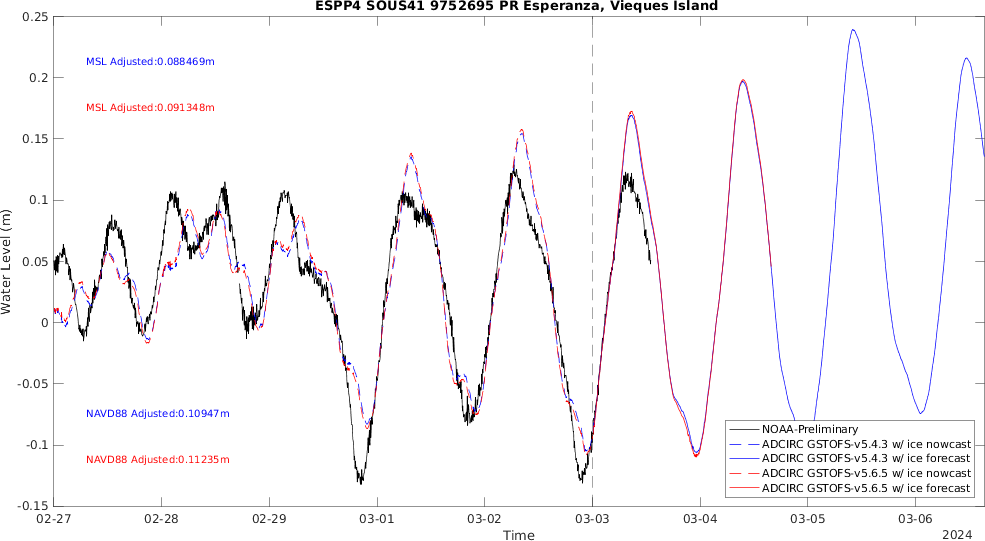 ESPP4 SOUS41 9752695 PR Esperanza, Vieques Island
0.25
0.2
0.15
0.1
0.05
0
-0.05
-0.1
-0.15
Water Level (m)
MSL Adjusted:0.088469m
MSL Adjusted:0.091348m
NAVD88 Adjusted:0.10947m
NAVD88 Adjusted:0.11235m
NOAA-Preliminary
ADCIRC GSTOFS-v5.4.3 w/ ice nowcast
ADCIRC GSTOFS-v5.4.3 w/ ice forecast
ADCIRC GSTOFS-v5.6.5 w/ ice nowcast
ADCIRC GSTOFS-v5.6.5 w/ ice forecast
02-27 02-28 02-29 03-01 03-02 03-03 03-04 03-05 03-06
Time
2024